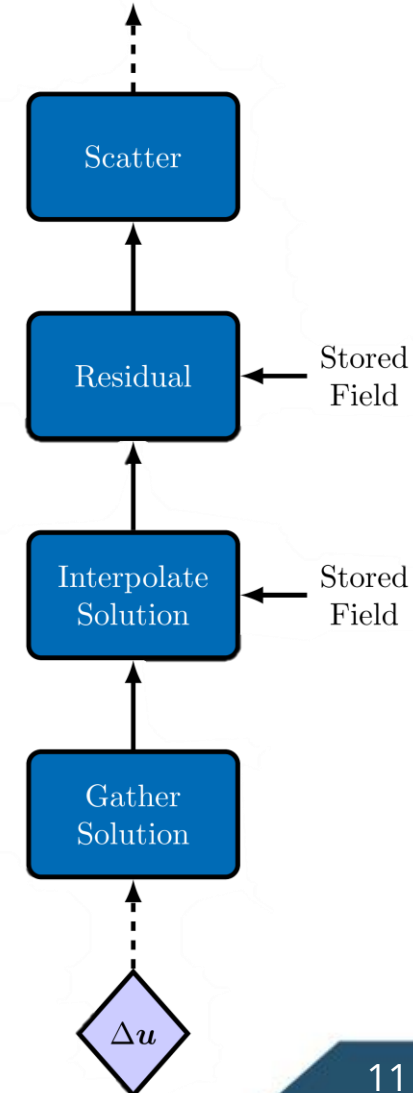 Scatter
Residual
Stored
Field
Interpolate
Solution
Stored
Field
Gather
Solution
Δu
11